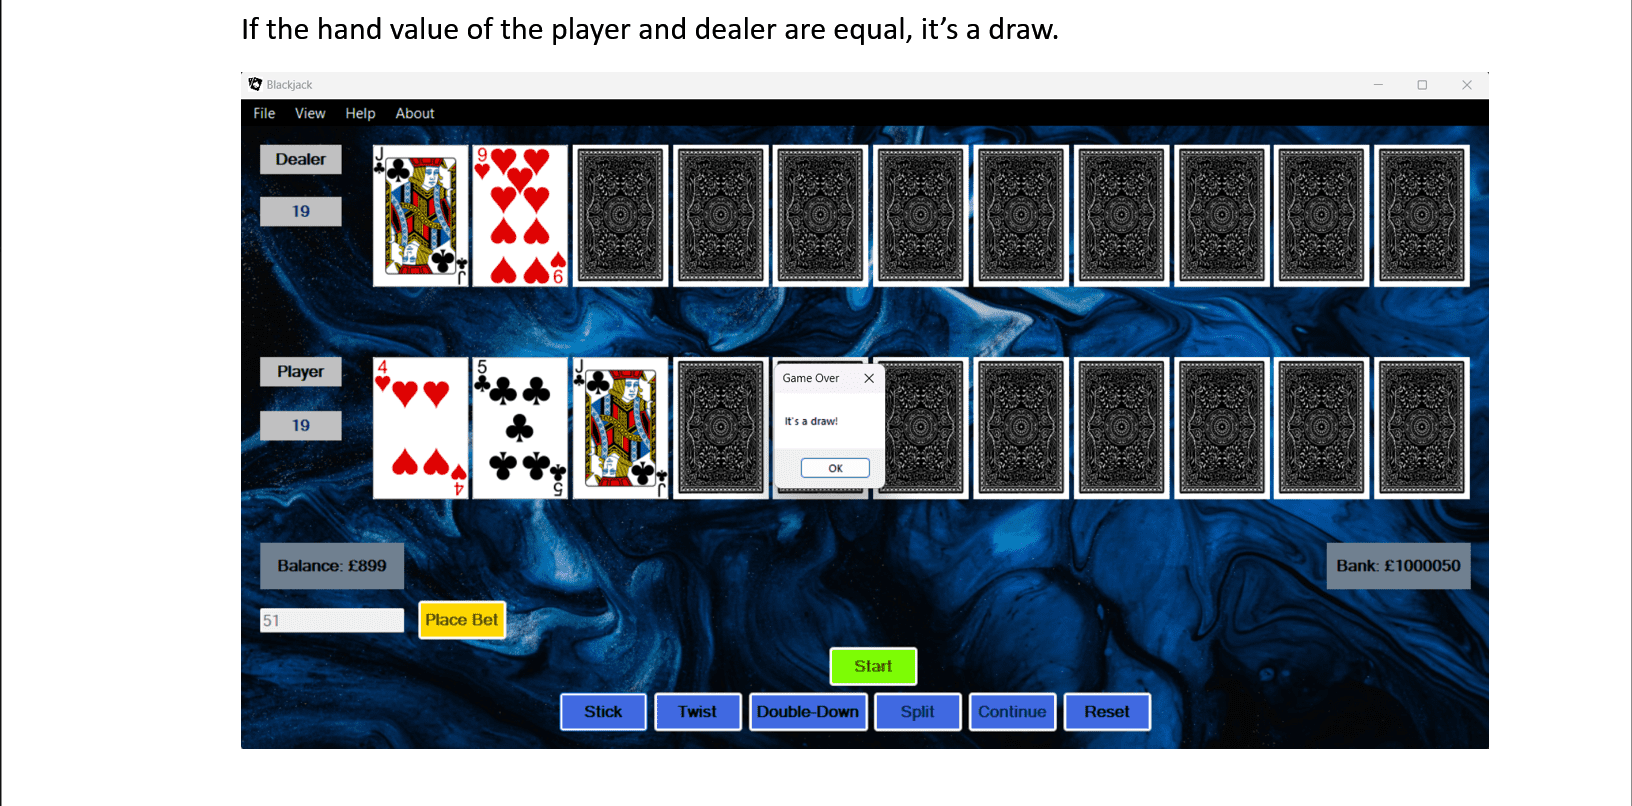 If the hand value of the player and dealer are equal, it’s a draw.
Blackjack
File View Help About
Dealer
19
J
J
9
9
Player
19
4
4
5
5
J
J
Game Over
It's a draw!
OK
Balance: £899
Bank: £1000050
51
Place Bet
Start
Stick Twist Double-Down Split Continue Reset